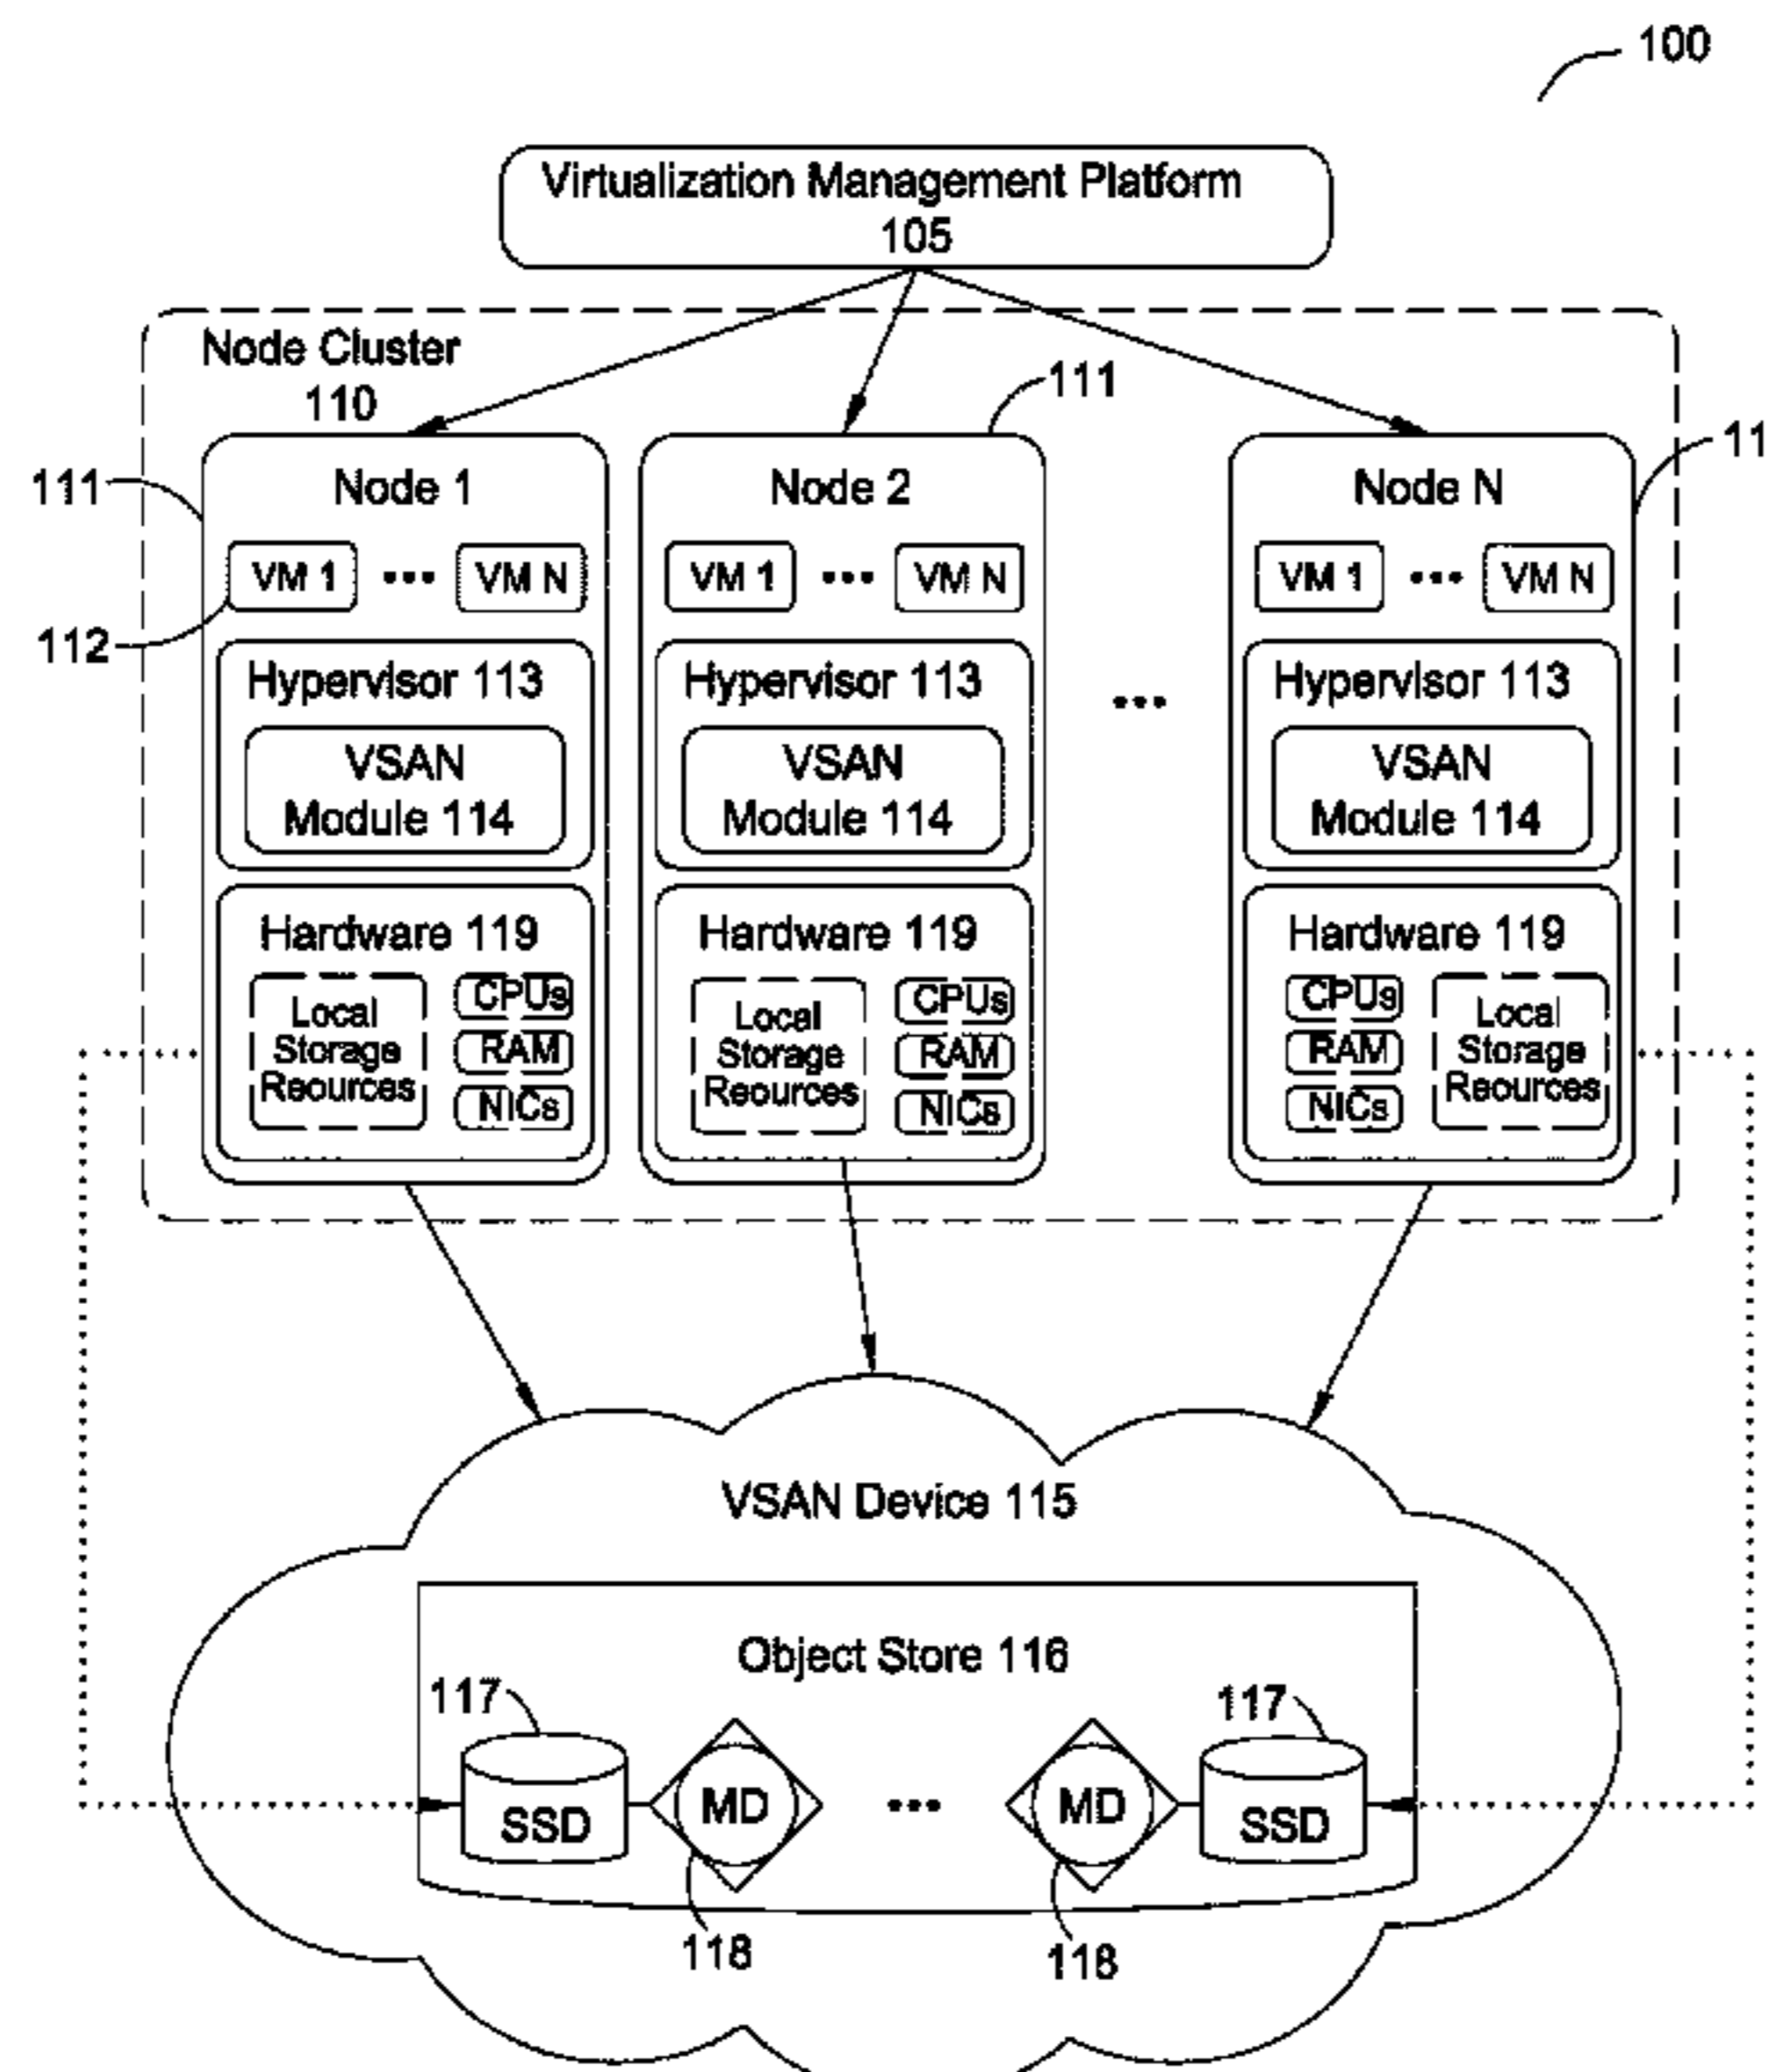 100
Virtualization Management Platform
105
Node Cluster
110
111
11
111
Node 1
Node 2
Node N
VM 1 ••• VM N
VM 1 ••• VM N
VM 1 ••• VM N
112
Hypervisor 113
Hypervisor 113
Hypervisor 113
•••
VSAN
Module 114
VSAN
Module 114
VSAN
Module 114
Hardware 119
Local
Storage
Reources
CPUs
RAM
NICs
Hardware 119
Local
Storage
Reources
CPUs
RAM
NICs
Hardware 119
CPUs
RAM
NICs
Local
Storage
Reources
VSAN Device 115
Object Store 116
117
117
SSD
MD
•••
MD
SSD
118
118